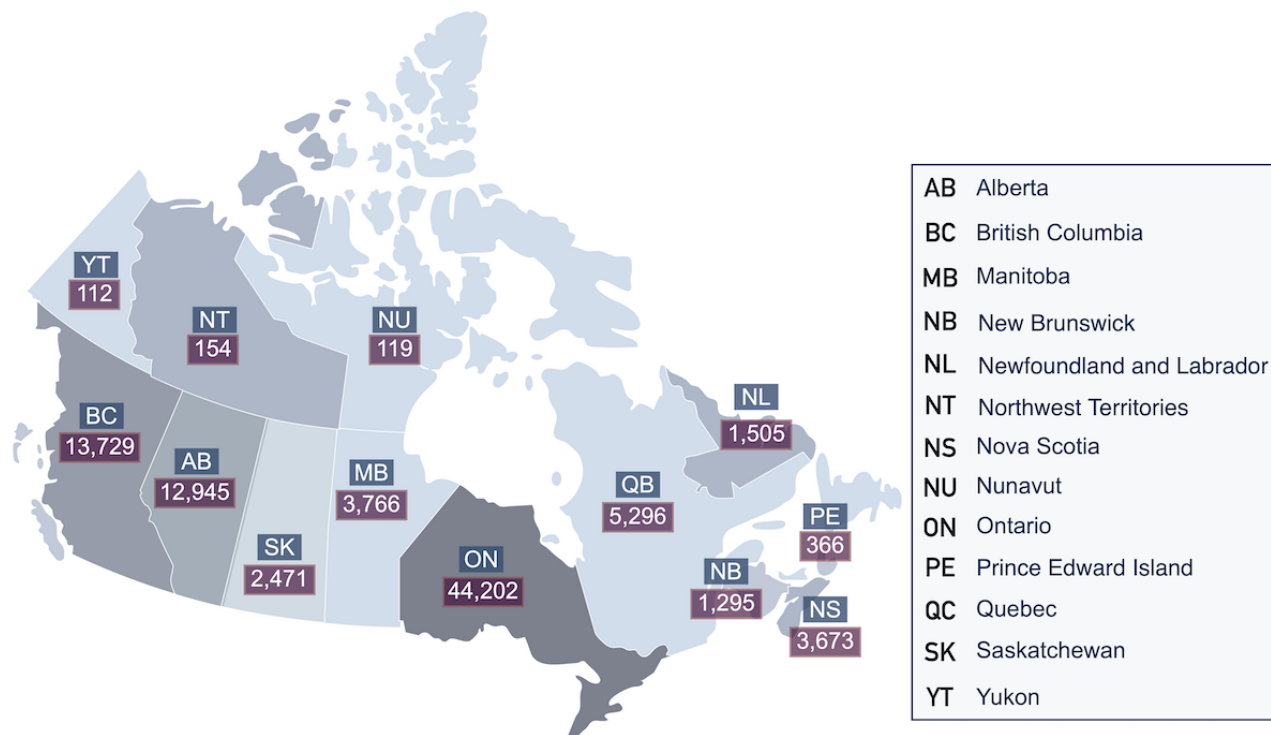 YT
112
NT
154
NU
119
BC
13,729
AB
12,945
SK
2,471
MB
3,766
ON
44,202
QB
5,296
NL
1,505
PE
366
NB
1,295
NS
3,673
AB Alberta
BC British Columbia
MB Manitoba
NB New Brunswick
NL Newfoundland and Labrador
NT Northwest Territories
NS Nova Scotia
NU Nunavut
ON Ontario
PE Prince Edward Island
QC Quebec
SK Saskatchewan
YT Yukon